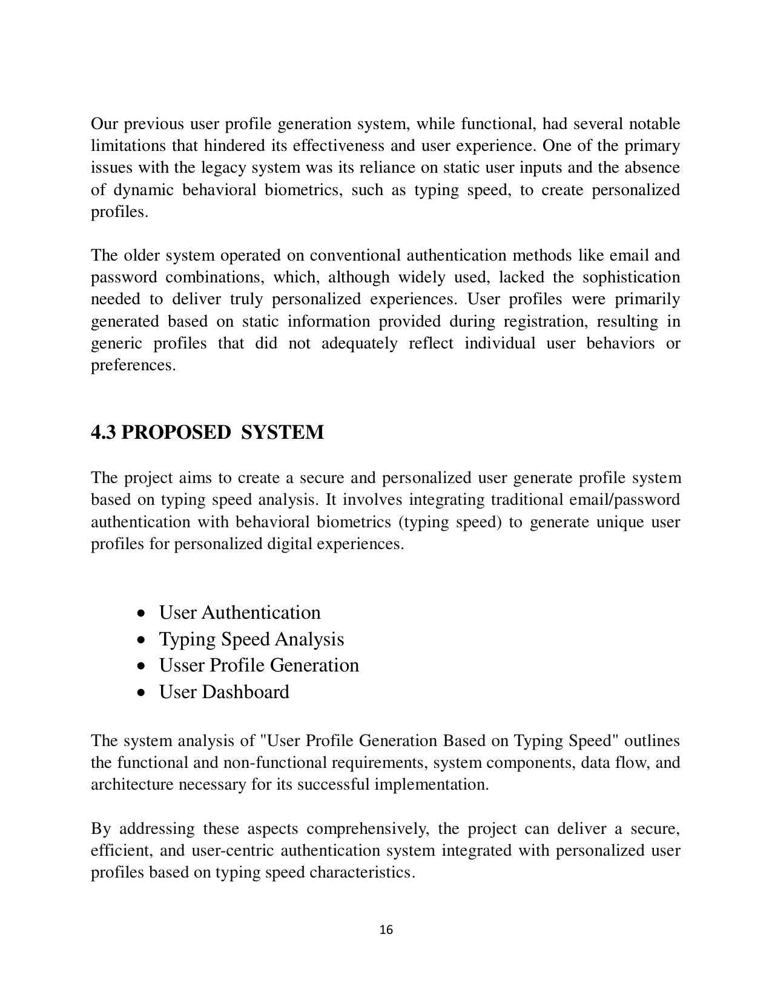 Our previous user profile generation system, while functional, had several notable
limitations that hindered its effectiveness and user experience. One of the primary
issues with the legacy system was its reliance on static user inputs and the absence
of dynamic behavioral biometrics, such as typing speed, to create personalized
profiles.
The older system operated on conventional authentication methods like email and
password combinations, which, although widely used, lacked the sophistication
needed to deliver truly personalized experiences. User profiles were primarily
generated based on static information provided during registration, resulting in
generic profiles that did not adequately reflect individual user behaviors or
preferences.
4.3 PROPOSED SYSTEM
The project aims to create a secure and personalized user generate profile system
based on typing speed analysis. It involves integrating traditional email/password
authentication with behavioral biometrics (typing speed) to generate unique user
profiles for personalized digital experiences.
• User Authentication
• Typing Speed Analysis
• Usser Profile Generation
• User Dashboard
The system analysis of "User Profile Generation Based on Typing Speed" outlines
the functional and non-functional requirements, system components, data flow, and
architecture necessary for its successful implementation.
By addressing these aspects comprehensively, the project can deliver a secure,
efficient, and user-centric authentication system integrated with personalized user
profiles based on typing speed characteristics.
16